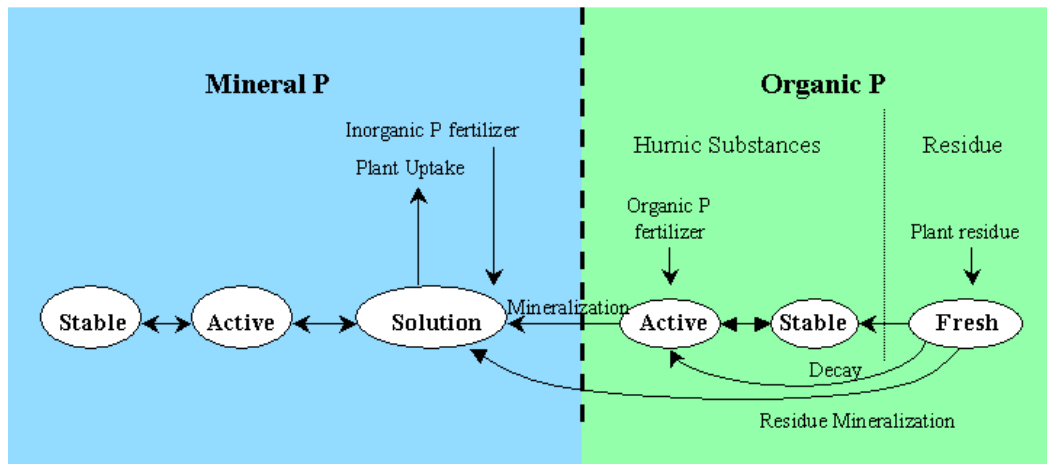 Mineral P
Organic P
Inorganic P fertilizer
Plant Uptake
Humic Substances
Residue
Organic P
fertilizer
Plant residue
Stable
Active
Solution
Mineralization
Active
Stable
Fresh
Decay
Residue Mineralization